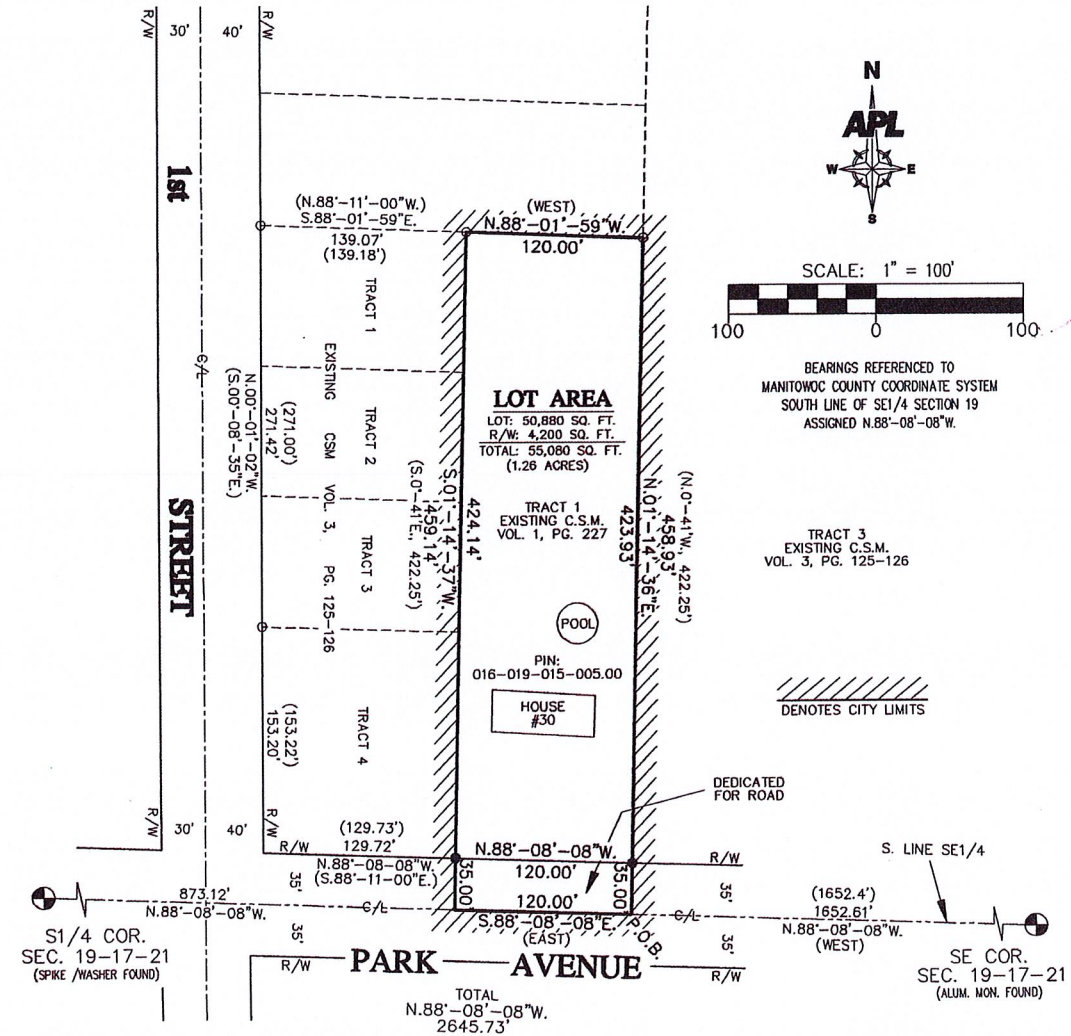 R/W
30'
40'
R/W
N
APL
W
E
S
1st
STREET
C/L
(N.88°-11'-00"W.)
S.88°-01'-59"E.
139.07'
(139.18')
(WEST)
N.88°-01'-59"W.
120.00'
SCALE: 1" = 100'
100
0
100
BEARINGS REFERENCED TO
MANITOWOC COUNTY COORDINATE SYSTEM
SOUTH LINE OF SE1/4 SECTION 19
ASSIGNED N.88°-08'-08"W.
TRACT 1
TRACT 2
TRACT 3
TRACT 4
EXISTING CSM VOL. 3, PG. 125-126
N.00°-01'-02"W.
(S.00°-08'-35"E.)
(271.00')
271.42'
(153.22')
153.20'
LOT AREA
LOT: 50,880 SQ. FT.
R/W: 4,200 SQ. FT.
TOTAL: 55,080 SQ. FT.
(1.26 ACRES)
TRACT 1
EXISTING C.S.M.
VOL. 1, PG. 227
424.14'
S.01°-14'-37"W.
459.14'
(S.0°-41'E., 422.25')
423.93'
N.01°-14'-36"E.
458.93'
(N.0°-41'W., 422.25')
TRACT 3
EXISTING C.S.M.
VOL. 3, PG. 125-126
POOL
PIN:
016-019-015-005.00
HOUSE
#30
DENOTES CITY LIMITS
DEDICATED
FOR ROAD
R/W
30'
40'
R/W
R/W
(129.73')
129.72'
N.88°-08-08"W.
(S.88°-11-00"E.)
N.88°-08'-08"W.
120.00'
120.00'
S.88°-08'-08"E.
(EAST)
35.00'
35.00'
P.O.B.
R/W
35'
35'
35'
35'
S. LINE SE1/4
873.12'
N.88°-08'-08"W.
C/L
C/L
(1652.4')
1652.61'
N.88°-08'-08"W.
(WEST)
S1/4 COR.
SEC. 19-17-21
(SPIKE /WASHER FOUND)
SE COR.
SEC. 19-17-21
(ALUM. MON. FOUND)
R/W
PARK AVENUE
R/W
TOTAL
N.88°-08'-08"W.
2645.73'